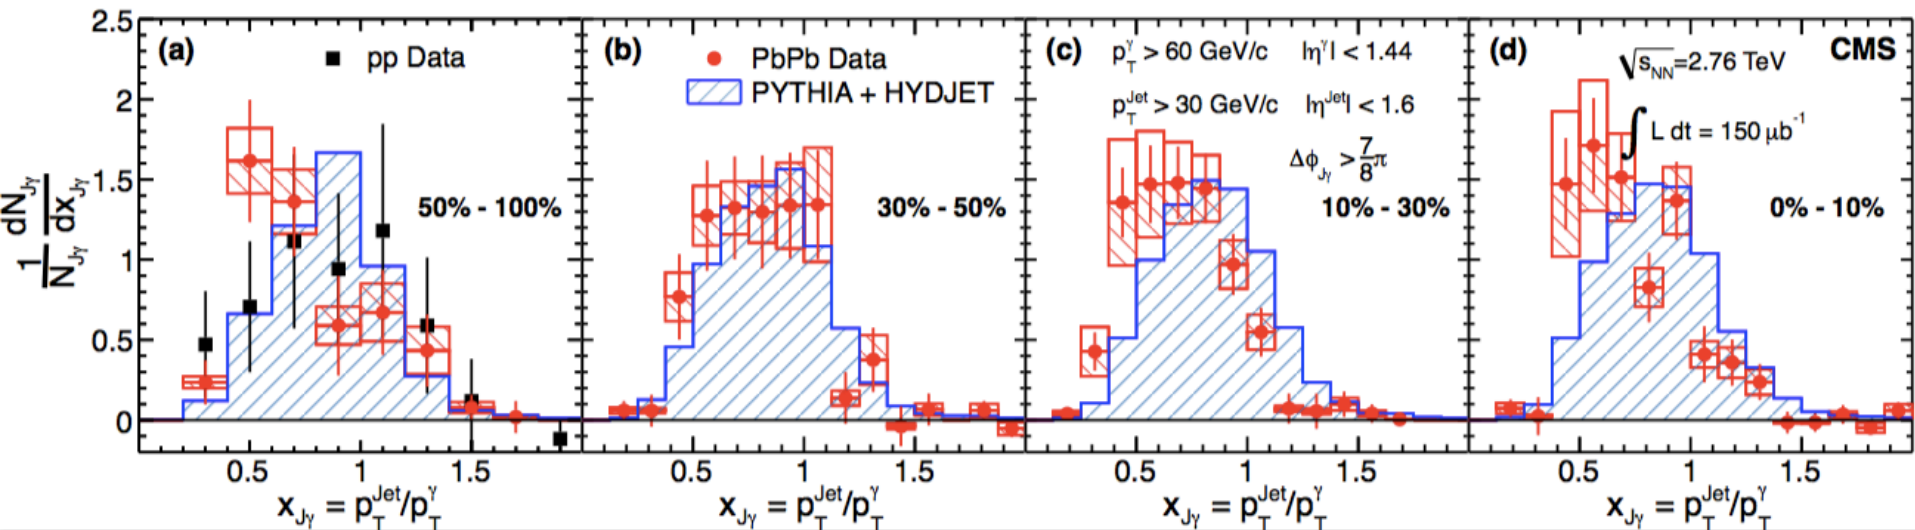 1/N_Jγ dN_Jγ/dx_Jγ
2.5
2
1.5
1
0.5
0
(a)
pp Data
50% - 100%
0.5 1 1.5
x_Jγ = p_T^Jet/p_T^γ
(b)
PbPb Data
PYTHIA + HYDJET
30% - 50%
0.5 1 1.5
x_Jγ = p_T^Jet/p_T^γ
(c)
p_T^γ > 60 GeV/c |η^γ| < 1.44
p_T^Jet > 30 GeV/c |η^Jet| < 1.6
Δϕ_Jγ > 7/8 π
10% - 30%
0.5 1 1.5
x_Jγ = p_T^Jet/p_T^γ
(d)
CMS
√s_NN=2.76 TeV
∫ L dt = 150 μb^-1
0% - 10%
0.5 1 1.5
x_Jγ = p_T^Jet/p_T^γ